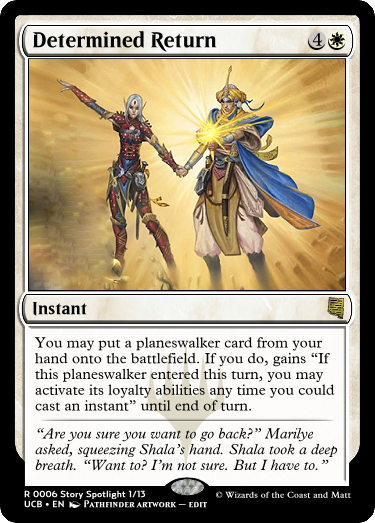 Determined Return 4
Instant
You may put a planeswalker card from your
hand onto the battlefield. If you do, gains “If
this planeswalker entered this turn, you may
activate its loyalty abilities any time you could
cast an instant” until end of turn.
“Are you sure you want to go back?” Marilye
asked, squeezing Shala’s hand. Shala took a deep
breath. “Want to? I’m not sure. But I have to.”
R 0006 Story Spotlight 1/13
UCB • EN Pathfinder Artwork — Edit
© Wizards of the Coast and Matt